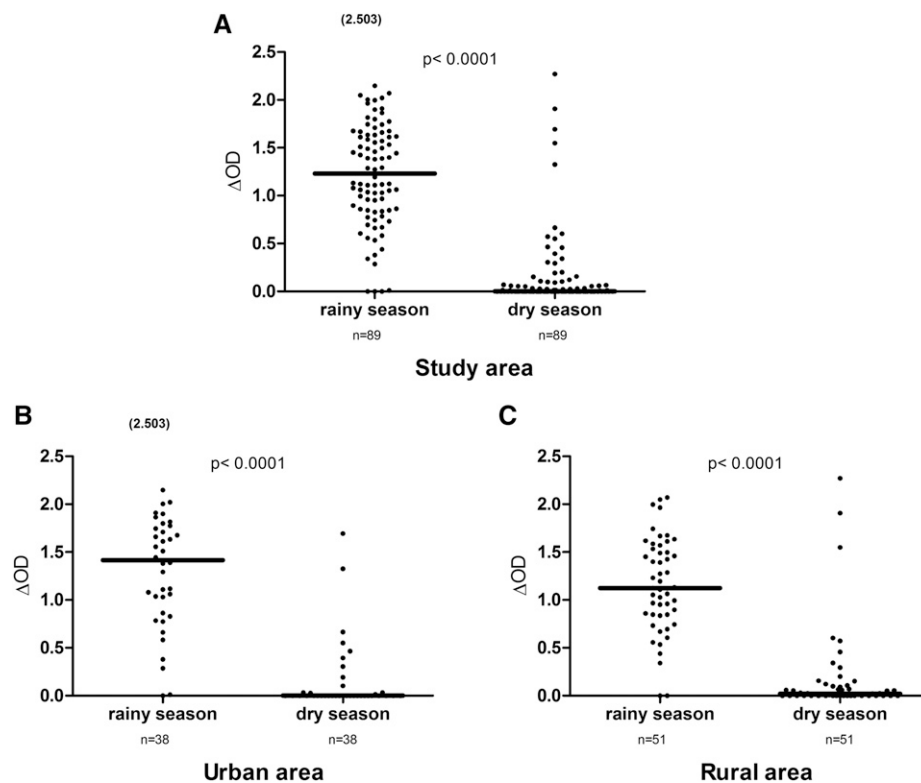 A
(2.503)
p< 0.0001
2.5
2.0
1.5
1.0
0.5
0.0
ΔOD
rainy season dry season
n=89 n=89
Study area
B
(2.503)
p< 0.0001
2.5
2.0
1.5
1.0
0.5
0.0
ΔOD
rainy season dry season
n=38 n=38
Urban area
C
p< 0.0001
2.5
2.0
1.5
1.0
0.5
0.0
ΔOD
rainy season dry season
n=51 n=51
Rural area